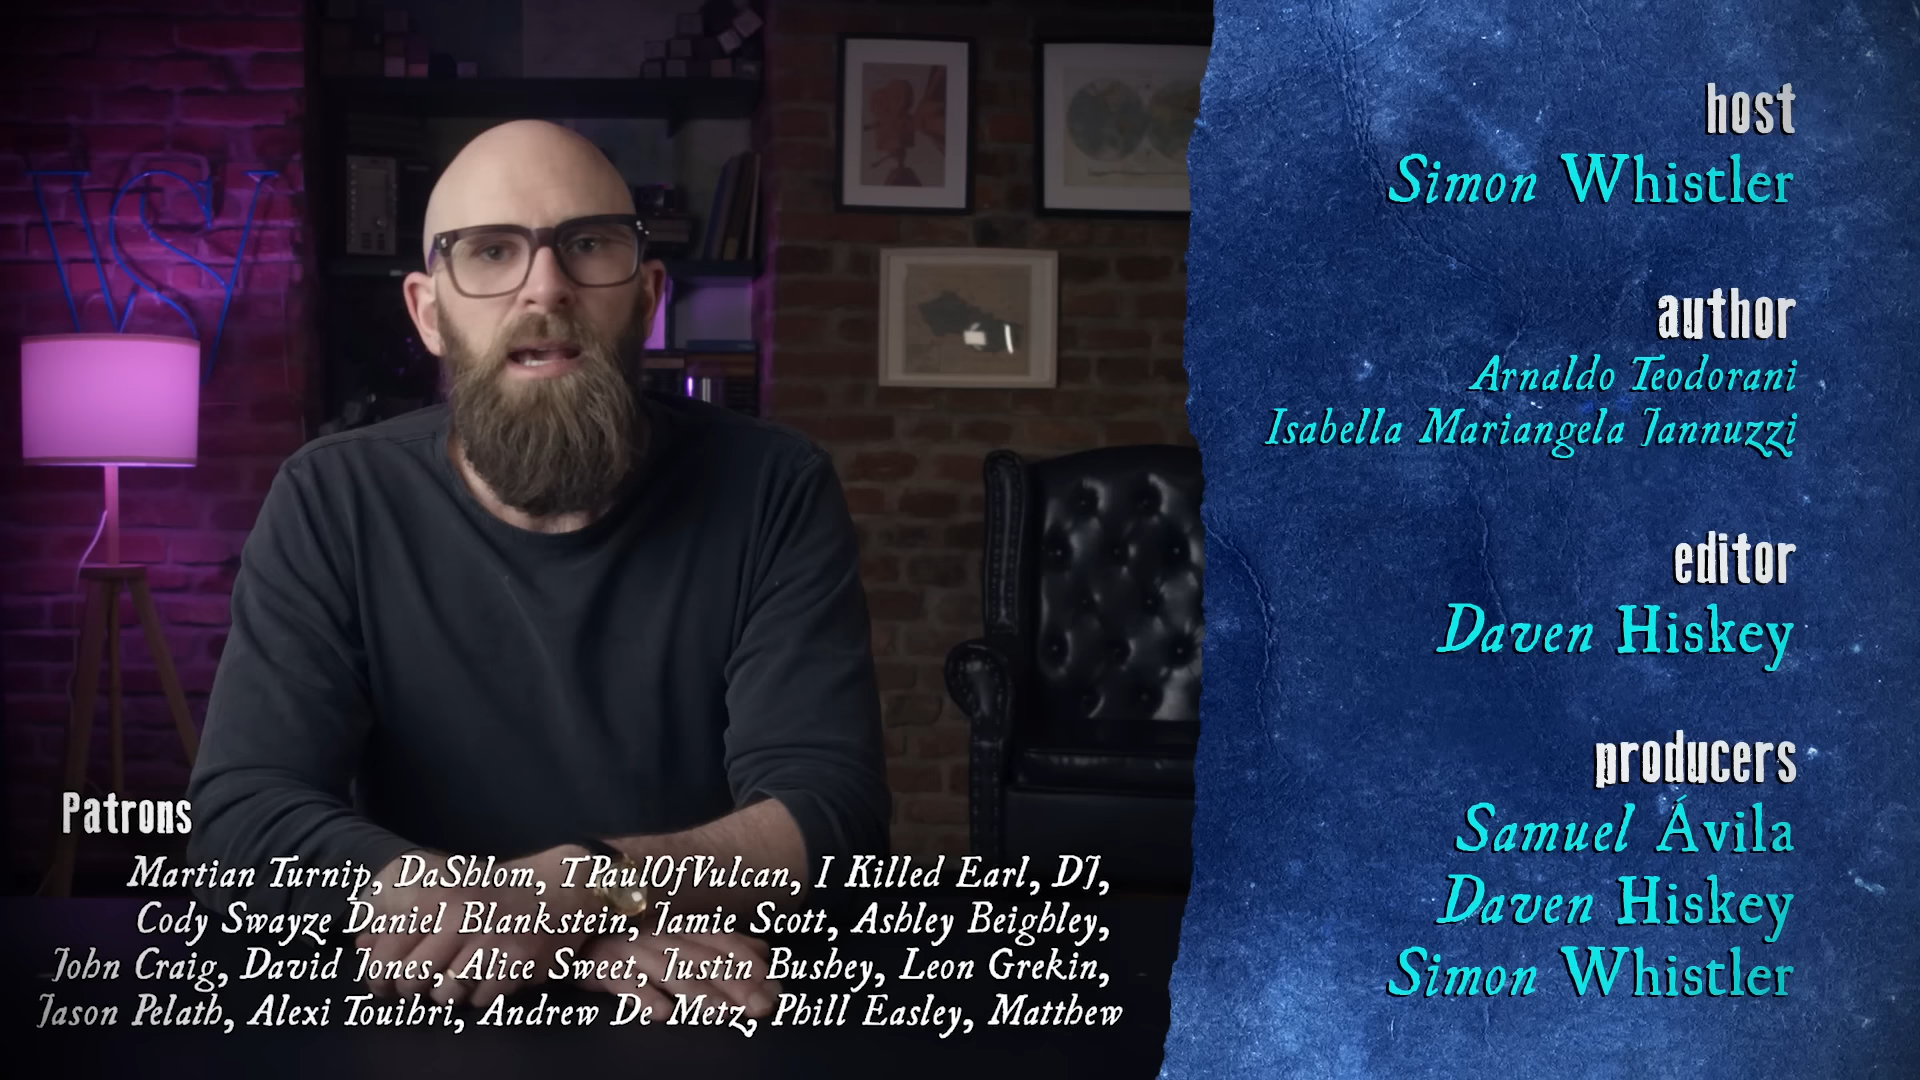 host
Simon Whistler
author
Arnaldo Teodorani
Isabella Mariangela Jannuzzi
editor
Daven Hiskey
producers
Samuel Ávila
Daven Hiskey
Simon Whistler
Patrons
Martian Turnip, DaShlom, TPaulOfVulcan, I Killed Earl, DJ,
Cody Swayze Daniel Blankstein, Jamie Scott, Ashley Beighley,
John Craig, David Jones, Alice Sweet, Justin Bushey, Leon Grekin,
Jason Pelath, Alexi Touihri, Andrew De Metz, Phill Easley, Matthew